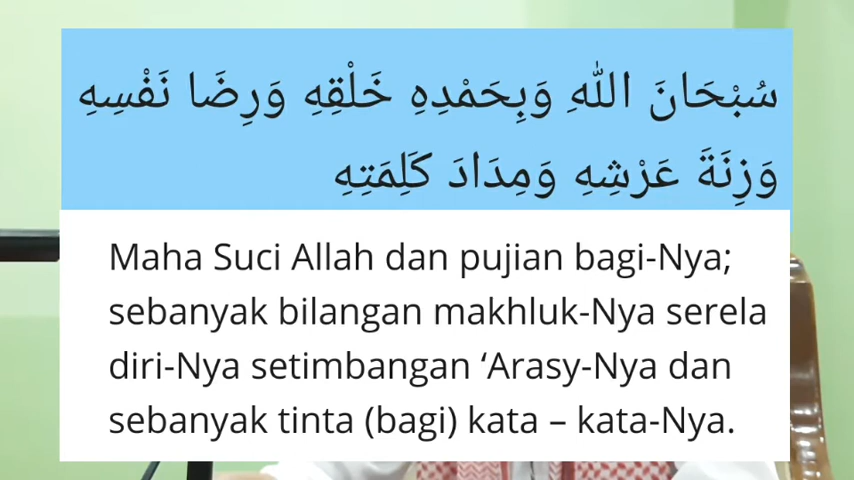 سُبْحَانَ اللّٰهِ وَبِحَمْدِهِ خَلْقِهِ وَرِضَا نَفْسِهِ
وَزِنَةَ عَرْشِهِ وَمِدَادَ كَلِمَتِهِ
Maha Suci Allah dan pujian bagi-Nya;
sebanyak bilangan makhluk-Nya serela
diri-Nya setimbangan ‘Arasy-Nya dan
sebanyak tinta (bagi) kata – kata-Nya.